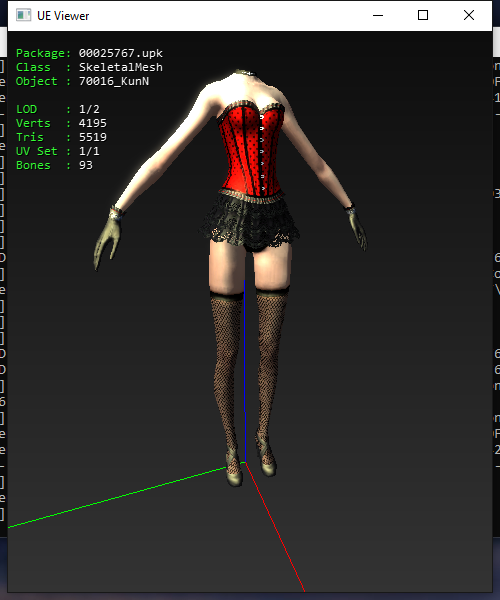 UE Viewer
Package: 00025767.upk
Class : SkeletalMesh
Object : 70016_KunN
LOD : 1/2
Verts : 4195
Tris : 5519
UV Set : 1/1
Bones : 93